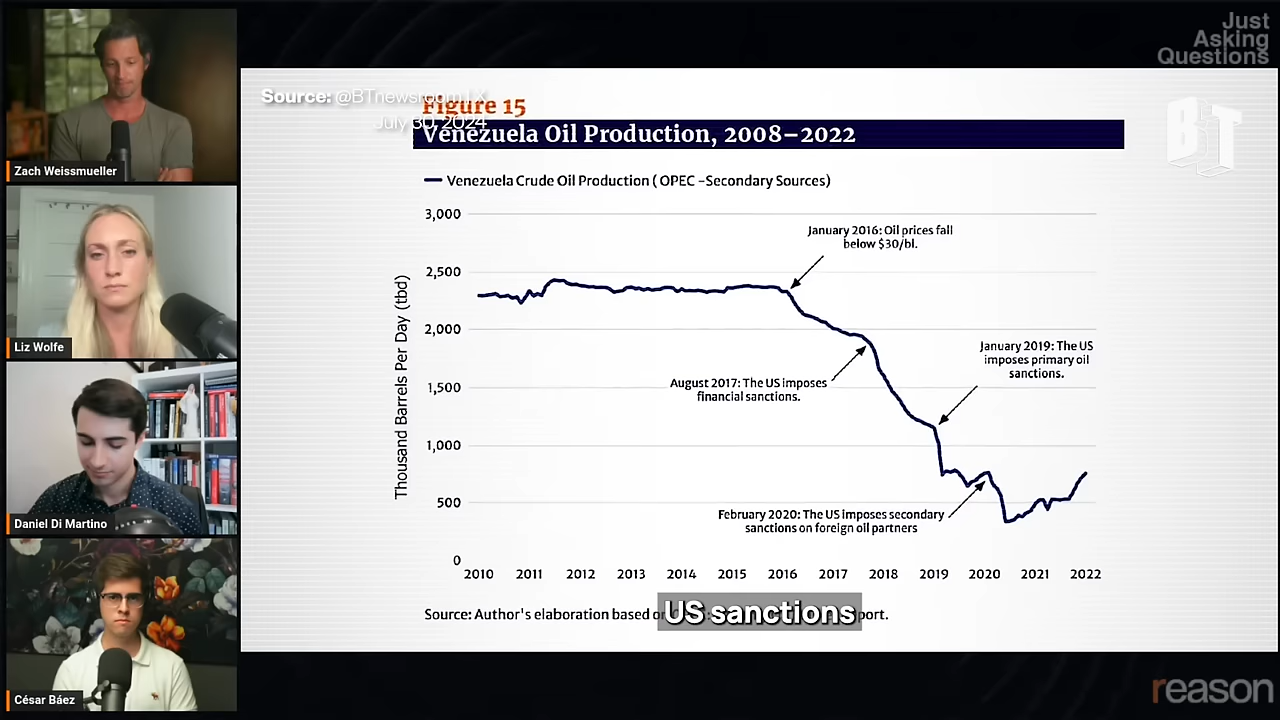 Just
Asking
Questions
Zach Weissmueller
Liz Wolfe
Daniel Di Martino
César Báez
Source: @BTnewsroom | X
July 30, 2024
BT
Figure 15
Venezuela Oil Production, 2008–2022
Venezuela Crude Oil Production ( OPEC –Secondary Sources)
Thousand Barrels Per Day (tbd)
3,000
2,500
2,000
1,500
1,000
500
0
January 2016: Oil prices fall
below $30/bl.
August 2017: The US imposes
financial sanctions.
January 2019: The US
imposes primary oil
sanctions.
February 2020: The US imposes secondary
sanctions on foreign oil partners
2010 2011 2012 2013 2014 2015 2016 2017 2018 2019 2020 2021 2022
Source: Author's elaboration based
US sanctions
reason